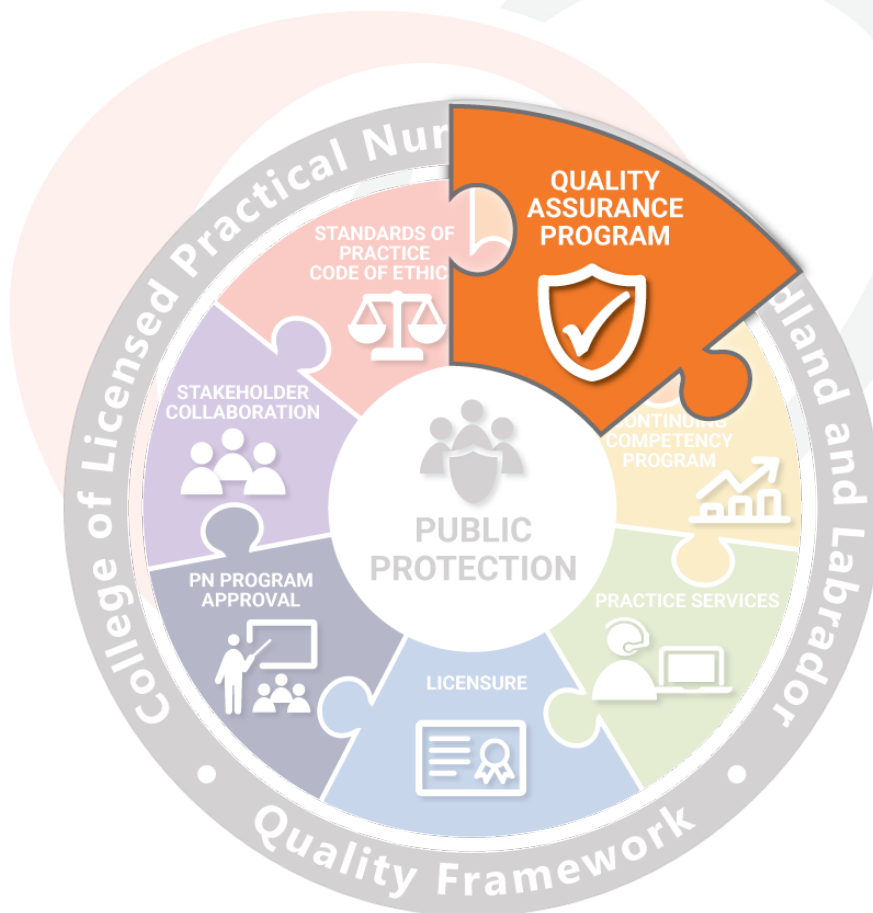 College of Licensed Practical Nur
dland and Labrador
QUALITY
ASSURANCE
PROGRAM
STANDARDS OF
PRACTICE
CODE OF ETHIC
CONTINUING
COMPETENCY
PROGRAM
STAKEHOLDER
COLLABORATION
PUBLIC
PROTECTION
PN PROGRAM
APPROVAL
PRACTICE SERVICES
LICENSURE
• Quality Framework •